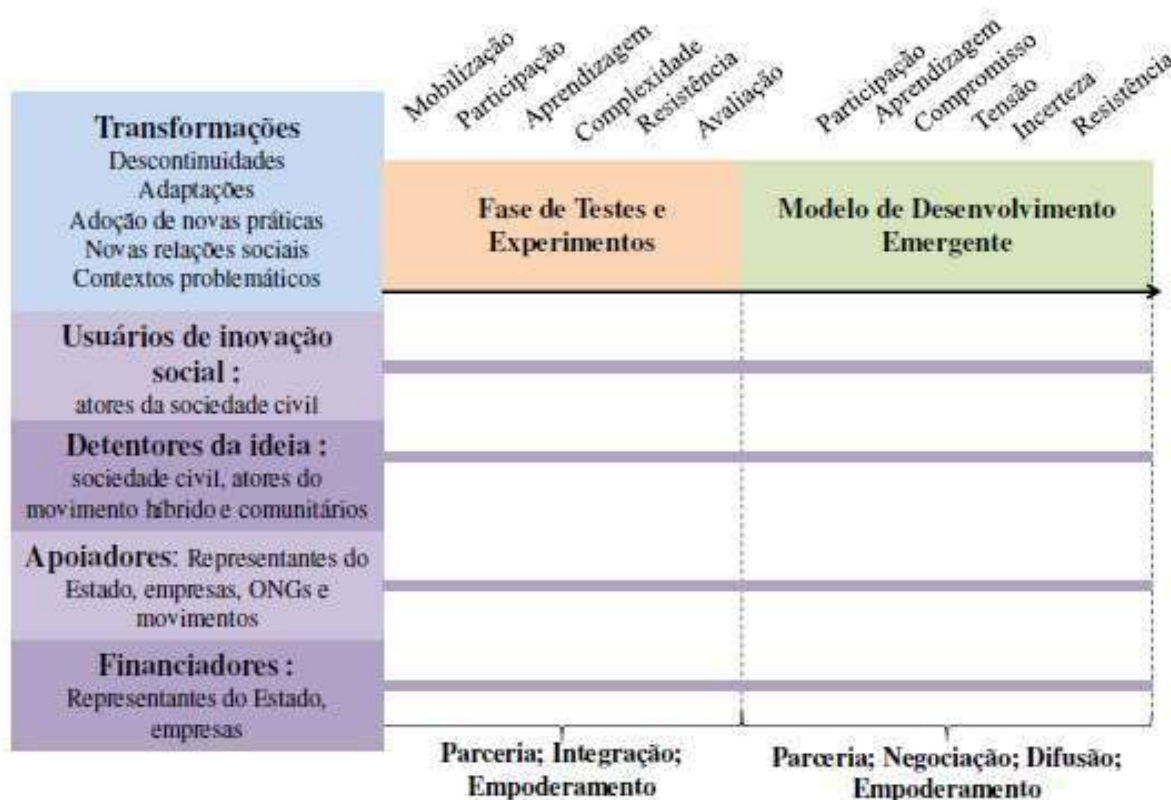 Mobilização
Participação
Aprendizagem
Complexidade
Resistência
Avaliação
Participação
Aprendizagem
Compromisso
Tensão
Incerteza
Resistência
Transformações
Descontinuidades
Adaptações
Adoção de novas práticas
Novas relações sociais
Contextos problemáticos
Fase de Testes e
Experimentos
Modelo de Desenvolvimento
Emergente
Usuários de inovação
social :
atores da sociedade civil
Detentores da ideia :
sociedade civil, atores do
movimento híbrido e comunitários
Apoiadores: Representantes do
Estado, empresas, ONGs e
movimentos
Financiadores :
Representantes do Estado,
empresas
Parceria; Integração;
Empoderamento
Parceria; Negociação; Difusão;
Empoderamento